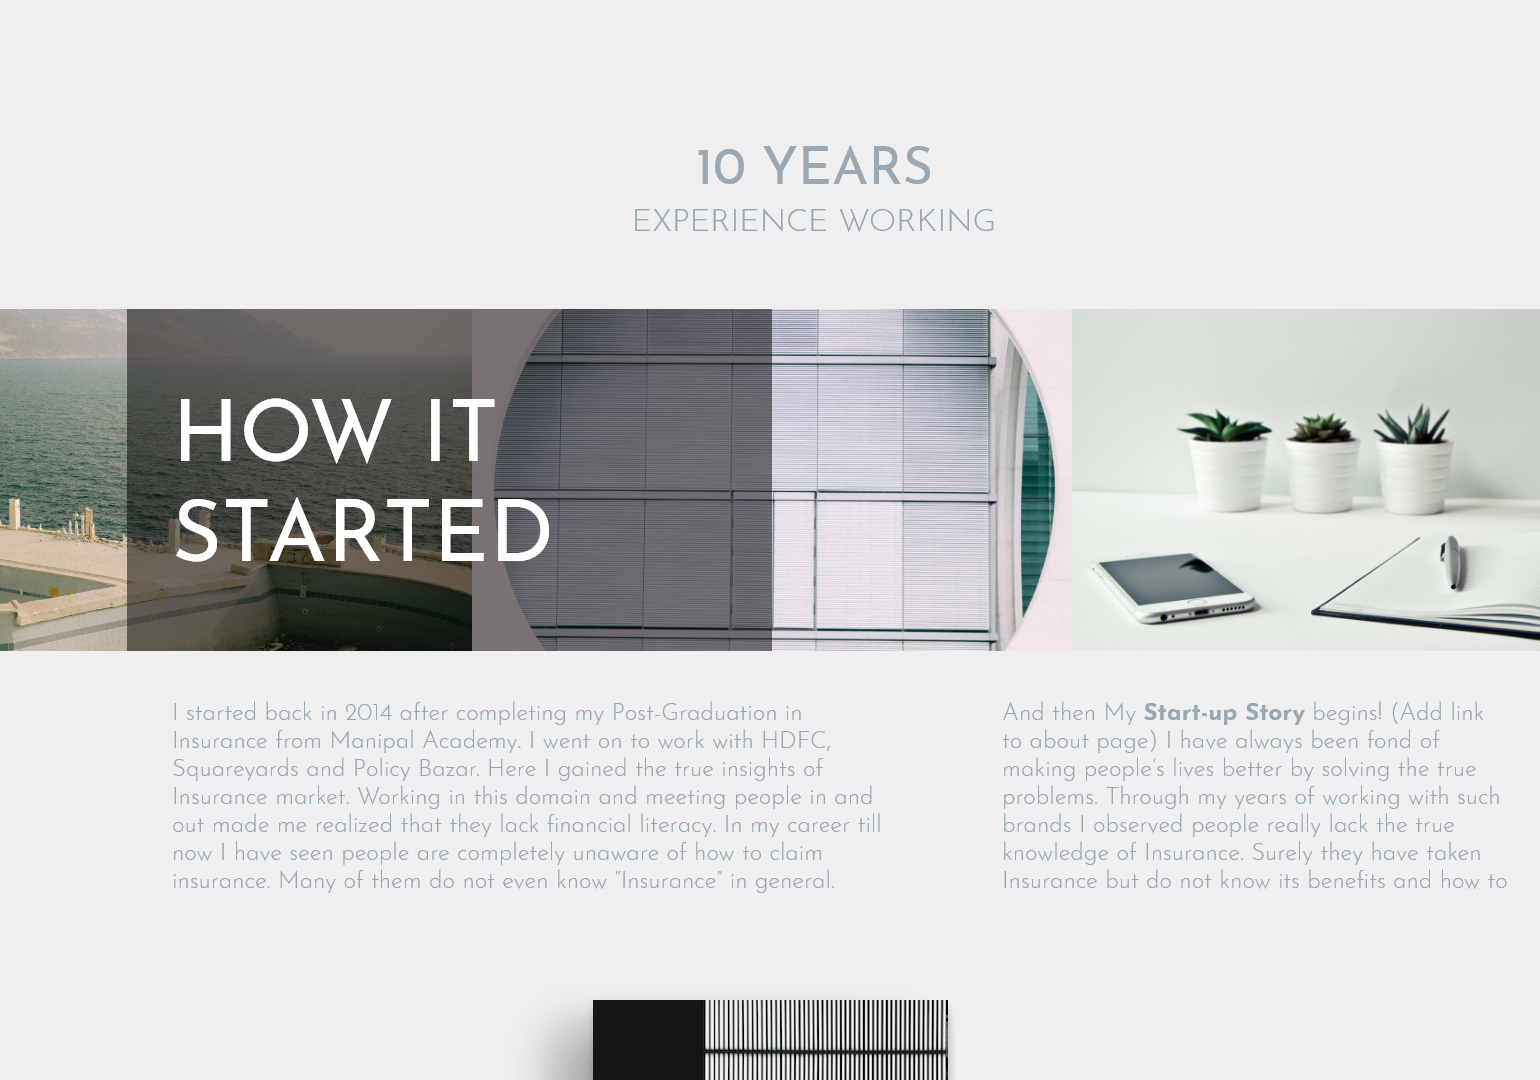 10 YEARS
EXPERIENCE WORKING
HOW IT
STARTED
I started back in 2014 after completing my Post-Graduation in
Insurance from Manipal Academy. I went on to work with HDFC,
Squareyards and Policy Bazar. Here I gained the true insights of
Insurance market. Working in this domain and meeting people in and
out made me realized that they lack financial literacy. In my career till
now I have seen people are completely unaware of how to claim
insurance. Many of them do not even know "Insurance" in general.
And then My Start-up Story begins! (Add link
to about page) I have always been fond of
making people's lives better by solving the true
problems. Through my years of working with such
brands I observed people really lack the true
knowledge of Insurance. Surely they have taken
Insurance but do not know its benefits and how to